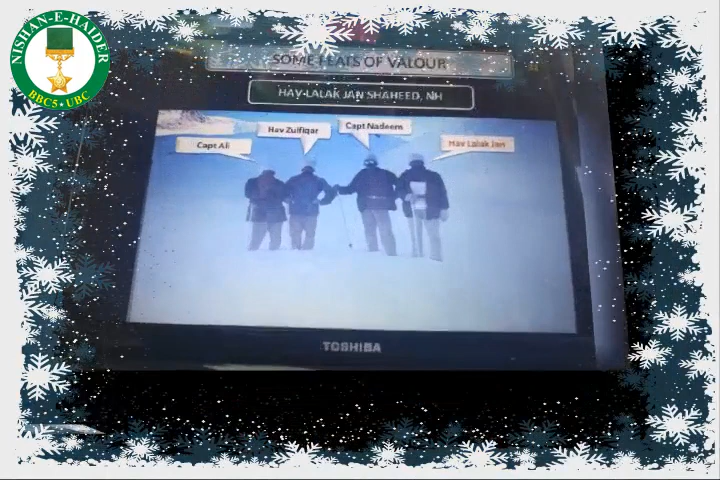 NISHAN-E-HAIDER
BBC5 • UBC
SOME FEATS OF VALOUR
HAV-LALAK JAN SHAHEED, NH
Capt Ali
Hav Zulfiqar
Capt Nadeem
Hav Lalak Jan
TOSHIBA